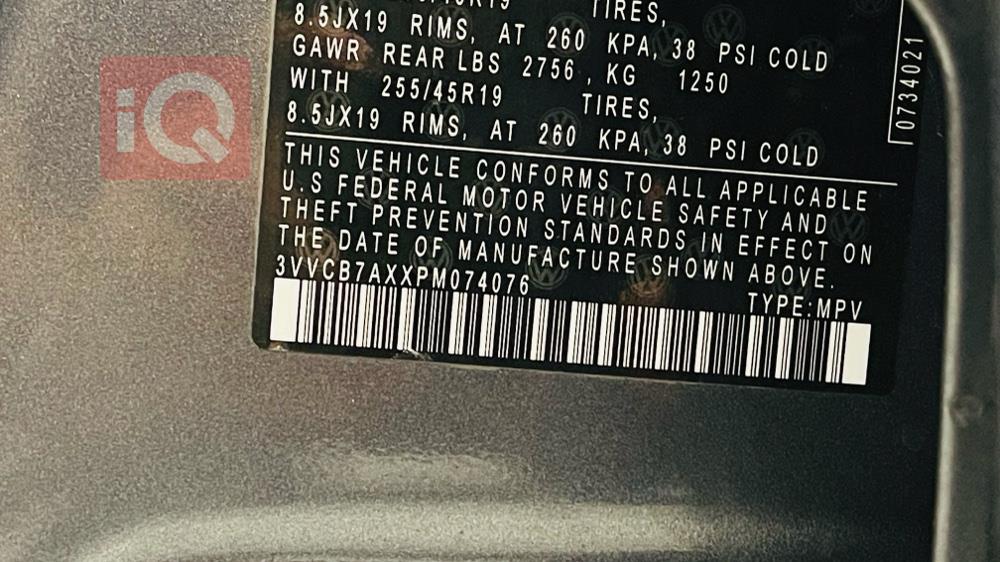 TIRES,
8.5JX19 RIMS, AT 260 KPA, 38 PSI COLD
GAWR REAR LBS 2756, KG 1250
WITH 255/45R19 TIRES,
8.5JX19 RIMS, AT 260 KPA, 38 PSI COLD
THIS VEHICLE CONFORMS TO ALL APPLICABLE
U.S FEDERAL MOTOR VEHICLE SAFETY AND
THEFT PREVENTION STANDARDS IN EFFECT ON
THE DATE OF MANUFACTURE SHOWN ABOVE.
3VVCB7AXXPM074076
TYPE:MPV
0734021
iQ